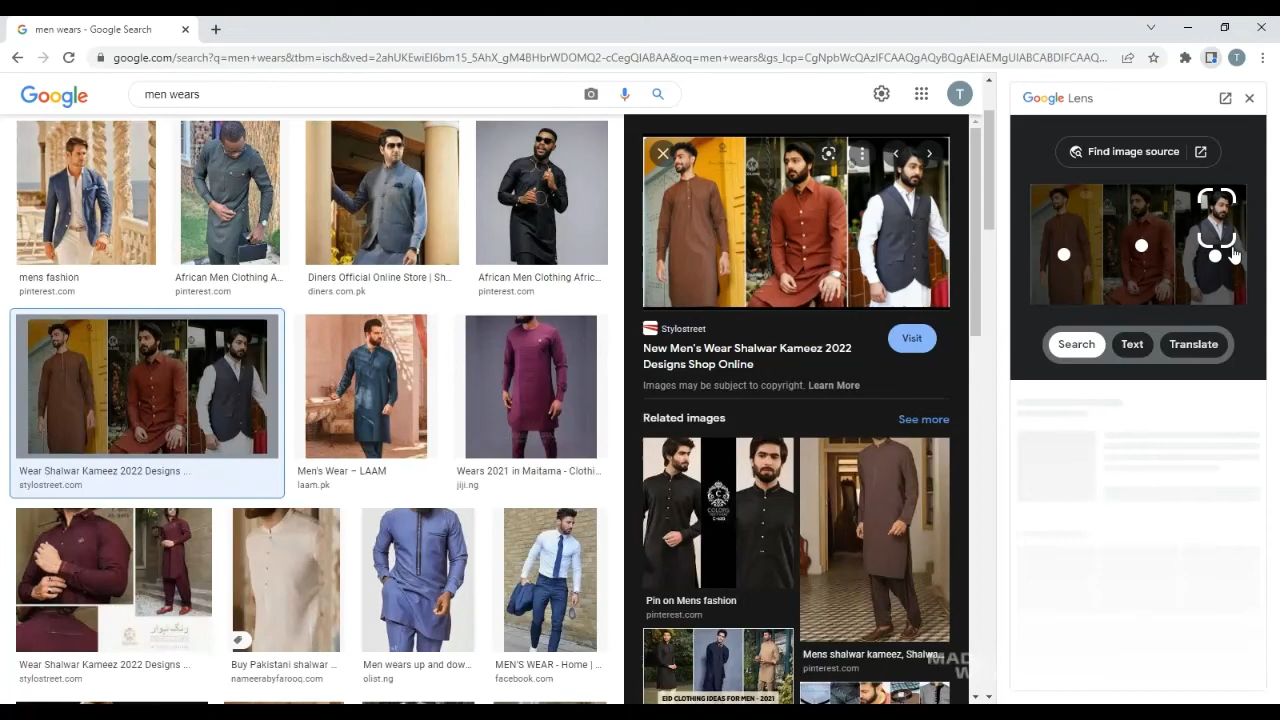 men wears - Google Search
google.com/search?q=men+wears&tbm=isch&ved=2ahUKEwiEl6bm15_5AhX_gM4BHbrWDOMQ2-cCegQIABAA&oq=men+wears&gs_lcp=CgNpbWcQAzIFCAAQgAQyBQgAEIAEMgUIABCABDIFCAAQ...
T
Google
men wears
T
Google Lens
Find image source
Search
Text
Translate
mens fashion
pinterest.com
African Men Clothing A...
pinterest.com
Diners Official Online Store | Sh...
diners.com.pk
African Men Clothing Afric...
pinterest.com
Wear Shalwar Kameez 2022 Designs ...
stylostreet.com
Men's Wear – LAAM
laam.pk
Wears 2021 in Maitama - Clothi...
jiji.ng
Wear Shalwar Kameez 2022 Designs ...
stylostreet.com
Buy Pakistani shalwar ...
nameerabyfarooq.com
Men wears up and dow...
olist.ng
MEN'S WEAR - Home | ...
facebook.com
Stylostreet
New Men's Wear Shalwar Kameez 2022
Designs Shop Online
Visit
Images may be subject to copyright. Learn More
Related images
See more
C
COLORS
Pin on Mens fashion
pinterest.com
Mens shalwar kameez, Shalwa...
pinterest.com
EID CLOTHING IDEAS FOR MEN - 2021
MAD
W